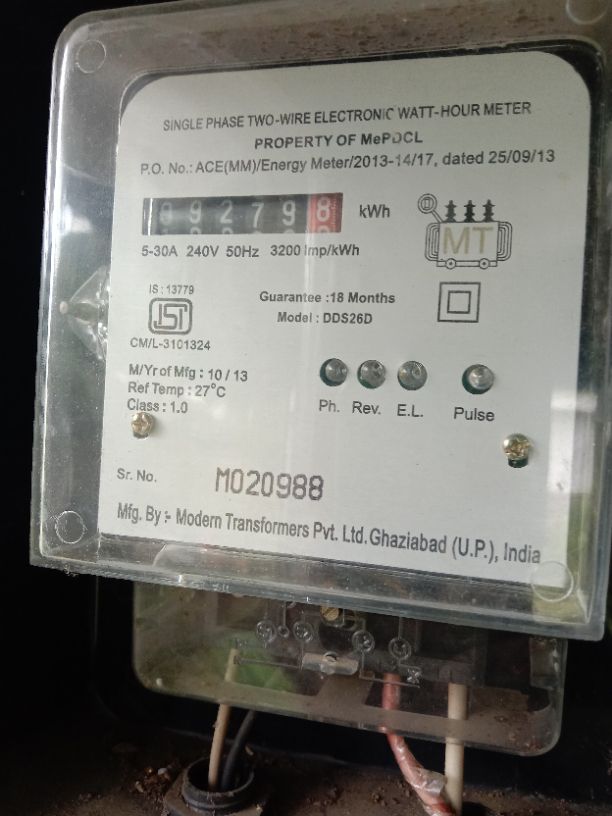 SINGLE PHASE TWO-WIRE ELECTRONIC WATT-HOUR METER
PROPERTY OF MePDCL
P.O. No.: ACE(MM)/Energy Meter/2013-14/17, dated 25/09/13
92798 kWh
MT
5-30A 240V 50Hz 3200 Imp/kWh
IS : 13779
Guarantee :18 Months
Model : DDS26D
CM/L-3101324
M/Yr of Mfg : 10 / 13
Ref Temp : 27°C
Class : 1.0
Ph. Rev. E.L. Pulse
Sr. No. M020988
Mfg. By :- Modern Transformers Pvt. Ltd. Ghaziabad (U.P.), India